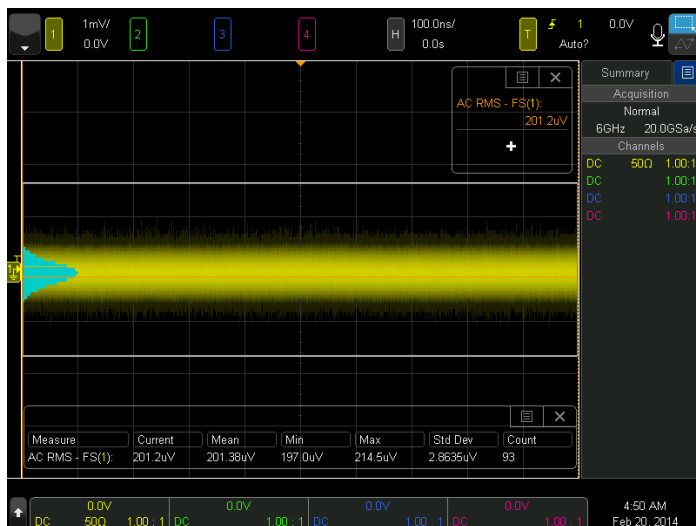 1 1mV/ 0.0V 2 3 4 H 100.0ns/ 0.0s T 1 0.0V Auto?
Summary
Acquisition
Normal
6GHz 20.0GSa/s
Channels
DC 50Ω 1.00:1
DC 1.00:1
DC 1.00:1
DC 1.00:1
AC RMS - FS(1):
201.2uV
Measure Current Mean Min Max Std Dev Count
AC RMS - FS(1): 201.2uV 201.38uV 197.0uV 214.5uV 2.8635uV 93
0.0V 0.0V 0.0V 0.0V
DC 50Ω 1.00 : 1 DC 1.00 : 1 DC 1.00 : 1 DC 1.00 : 1
4:50 AM
Feb 20, 2014